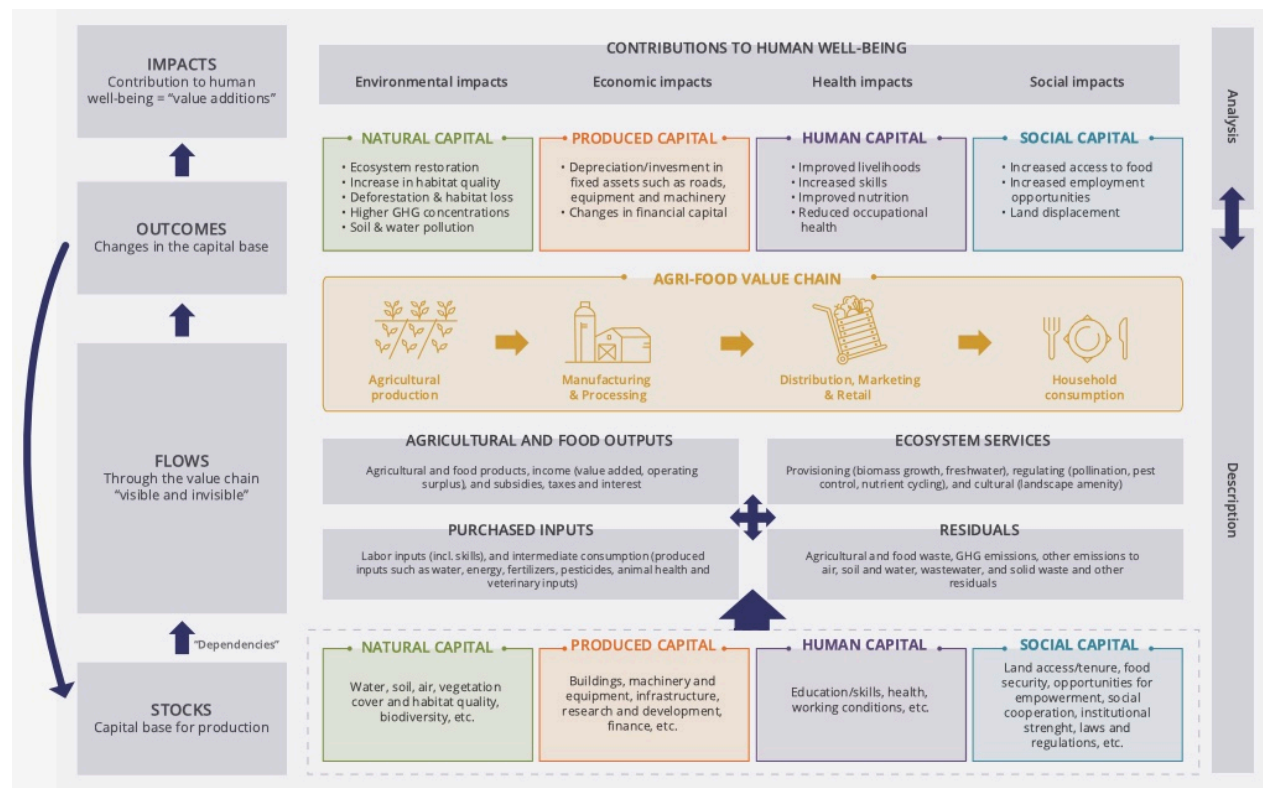 IMPACTS
Contribution to human
well-being = “value additions”
OUTCOMES
Changes in the capital base
FLOWS
Through the value chain
“visible and invisible”
“Dependencies”
STOCKS
Capital base for production
CONTRIBUTIONS TO HUMAN WELL-BEING
Environmental impacts
Economic impacts
Health impacts
Social impacts
NATURAL CAPITAL
• Ecosystem restoration
• Increase in habitat quality
• Deforestation & habitat loss
• Higher GHG concentrations
• Soil & water pollution
PRODUCED CAPITAL
• Depreciation/invesment in
fixed assets such as roads,
equipment and machinery
• Changes in financial capital
HUMAN CAPITAL
• Improved livelihoods
• Increased skills
• Improved nutrition
• Reduced occupational
health
SOCIAL CAPITAL
• Increased access to food
• Increased employment
opportunities
• Land displacement
AGRI-FOOD VALUE CHAIN
Agricultural
production
Manufacturing
& Processing
Distribution, Marketing
& Retail
Household
consumption
AGRICULTURAL AND FOOD OUTPUTS
Agricultural and food products, income (value added, operating
surplus), and subsidies, taxes and interest
ECOSYSTEM SERVICES
Provisioning (biomass growth, freshwater), regulating (pollination, pest
control, nutrient cycling), and cultural (landscape amenity)
PURCHASED INPUTS
Labor inputs (incl. skills), and intermediate consumption (produced
inputs such as water, energy, fertilizers, pesticides, animal health and
veterinary inputs)
RESIDUALS
Agricultural and food waste, GHG emissions, other emissions to
air, soil and water, wastewater, and solid waste and other
residuals
NATURAL CAPITAL
Water, soil, air, vegetation
cover and habitat quality,
biodiversity, etc.
PRODUCED CAPITAL
Buildings, machinery and
equipment, infrastructure,
research and development,
finance, etc.
HUMAN CAPITAL
Education/skills, health,
working conditions, etc.
SOCIAL CAPITAL
Land access/tenure, food
security, opportunities for
empowerment, social
cooperation, institutional
strenght, laws and
regulations, etc.
Analysis
Description